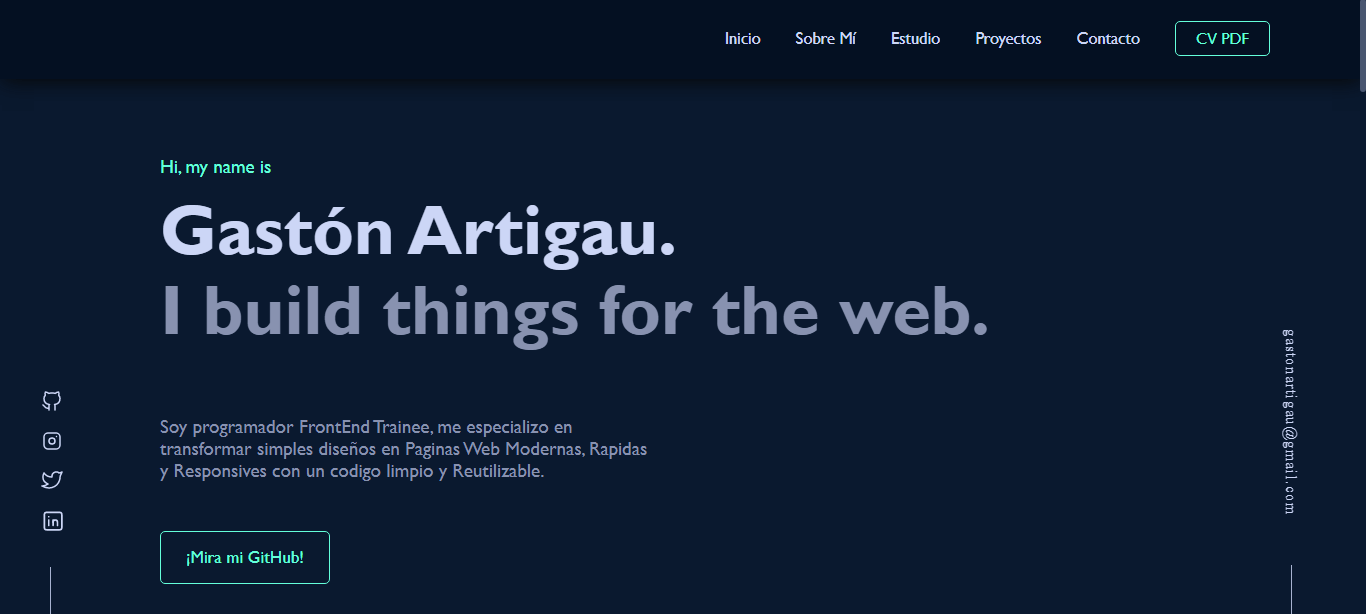 Inicio Sobre Mí Estudio Proyectos Contacto CV PDF
Hi, my name is
Gastón Artigau.
I build things for the web.
Soy programador FrontEnd Trainee, me especializo en
transformar simples diseños en Paginas Web Modernas, Rapidas
y Responsives con un codigo limpio y Reutilizable.
¡Mira mi GitHub!
gastonartigau@gmail.com
in